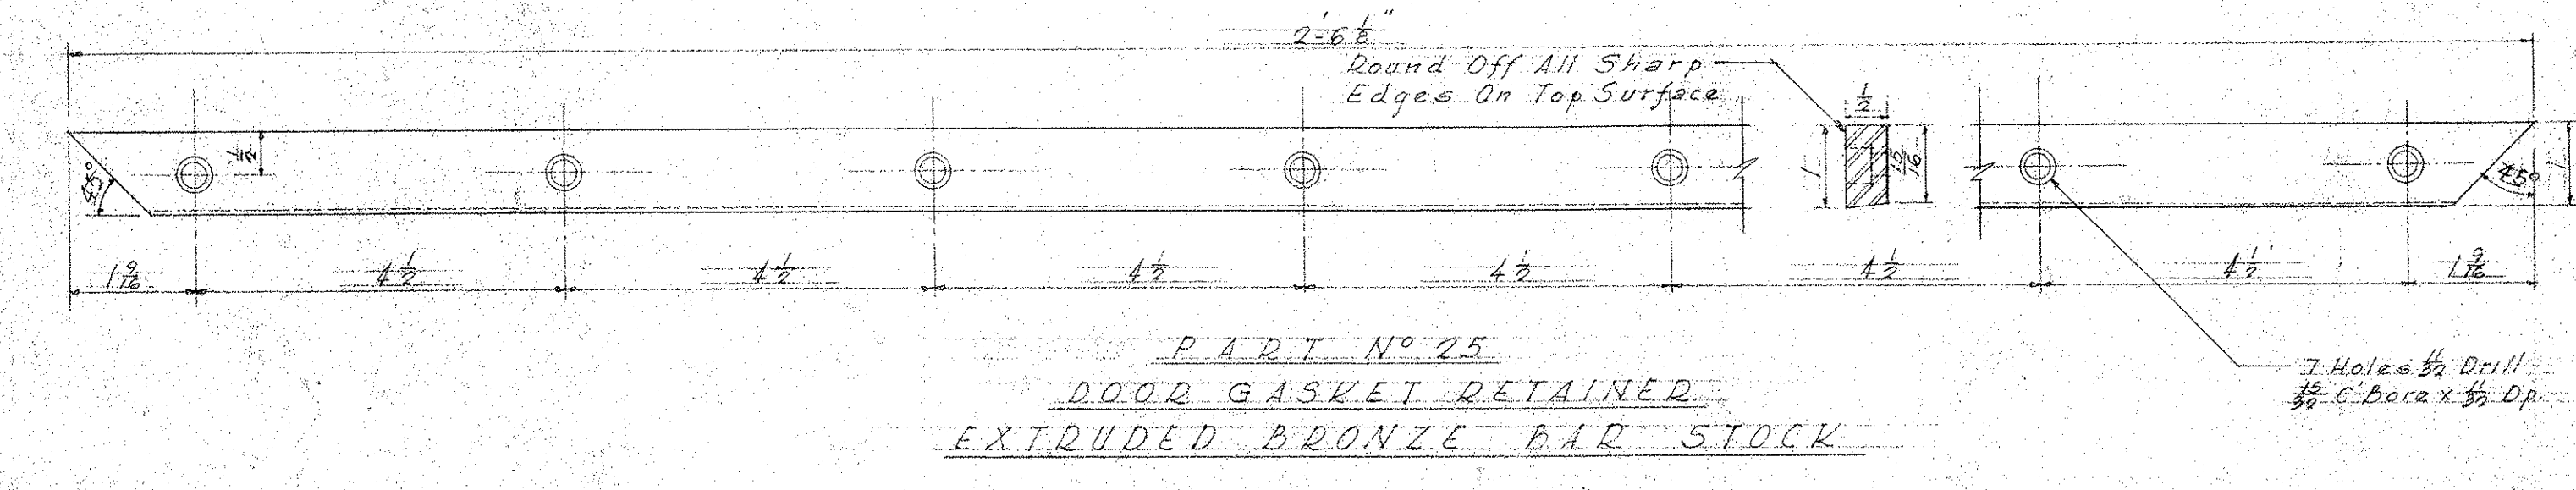 2'-6 1/8"
Round Off All Sharp
Edges On Top Surface
1/2
1/2
45°
1
15/16
45°
1
1 9/16
4 1/2
4 1/2
4 1/2
4 1/2
4 1/2
4 1/2
1 9/16
PART Nº 25
DOOR GASKET RETAINER
EXTRUDED BRONZE BAR STOCK
7 Holes 11/32 Drill
15/32 C'Bore x 11/32 Dp.